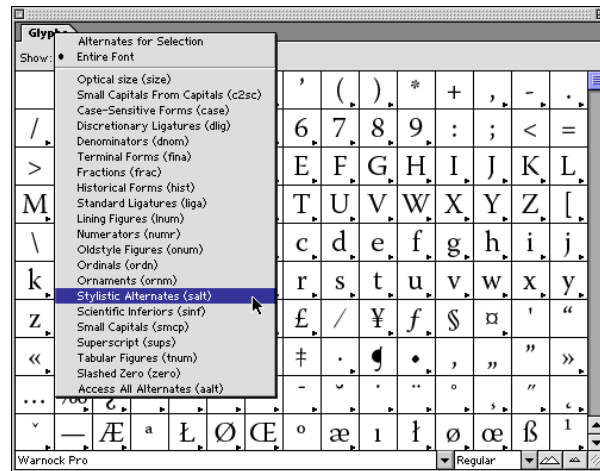 Glyphs
Show:
Alternates for Selection
• Entire Font
Optical size (size)
Small Capitals From Capitals (c2sc)
Case-Sensitive Forms (case)
Discretionary Ligatures (dlig)
Denominators (dnom)
Terminal Forms (fina)
Fractions (frac)
Historical Forms (hist)
Standard Ligatures (liga)
Lining Figures (lnum)
Numerators (numr)
Oldstyle Figures (onum)
Ordinals (ordn)
Ornaments (ornm)
Stylistic Alternates (salt)
Scientific Inferiors (sinf)
Small Capitals (smcp)
Superscript (sups)
Tabular Figures (tnum)
Slashed Zero (zero)
Access All Alternates (aalt)
’ ( ) * + , - .
/ 6 7 8 9 : ; < =
> E F G H I J K L
M T U V W X Y Z [
\ c d e f g h i j
k r s t u v w x y
z £ ⁄ ¥ ƒ § ¤ ' “
« ‡ · ¶ • ‚ „ ” »
… ‰ ¿
ˇ — Æ ª Ł Ø Œ º æ ı ł ø œ ß ¹
Warnock Pro
Regular